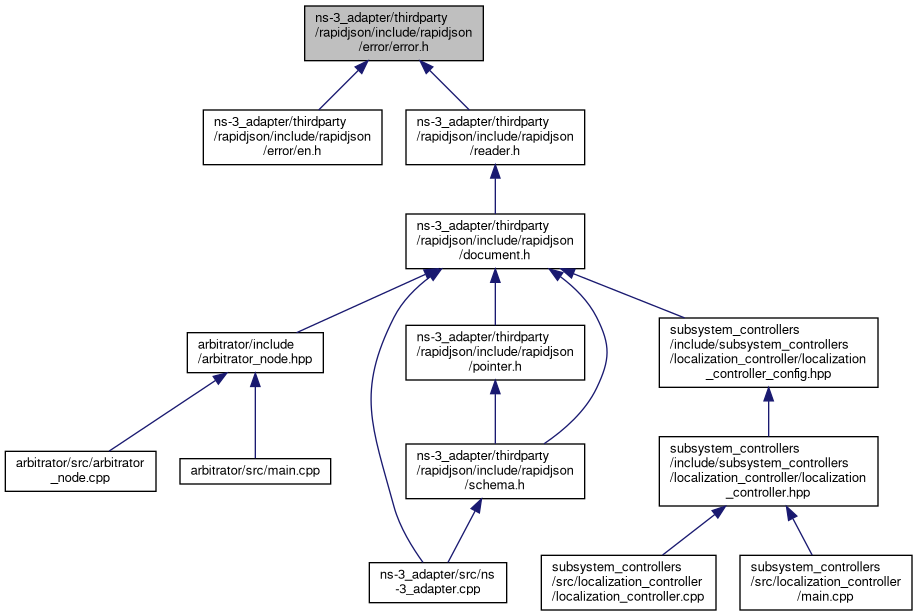 ns-3_adapter/thirdparty
/rapidjson/include/rapidjson
/error/error.h
ns-3_adapter/thirdparty
/rapidjson/include/rapidjson
/error/en.h
ns-3_adapter/thirdparty
/rapidjson/include/rapidjson
/reader.h
ns-3_adapter/thirdparty
/rapidjson/include/rapidjson
/document.h
arbitrator/include
/arbitrator_node.hpp
ns-3_adapter/thirdparty
/rapidjson/include/rapidjson
/pointer.h
subsystem_controllers
/include/subsystem_controllers
/localization_controller/localization
_controller_config.hpp
arbitrator/src/arbitrator
_node.cpp
arbitrator/src/main.cpp
ns-3_adapter/thirdparty
/rapidjson/include/rapidjson
/schema.h
subsystem_controllers
/include/subsystem_controllers
/localization_controller/localization
_controller.hpp
ns-3_adapter/src/ns
-3_adapter.cpp
subsystem_controllers
/src/localization_controller
/localization_controller.cpp
subsystem_controllers
/src/localization_controller
/main.cpp